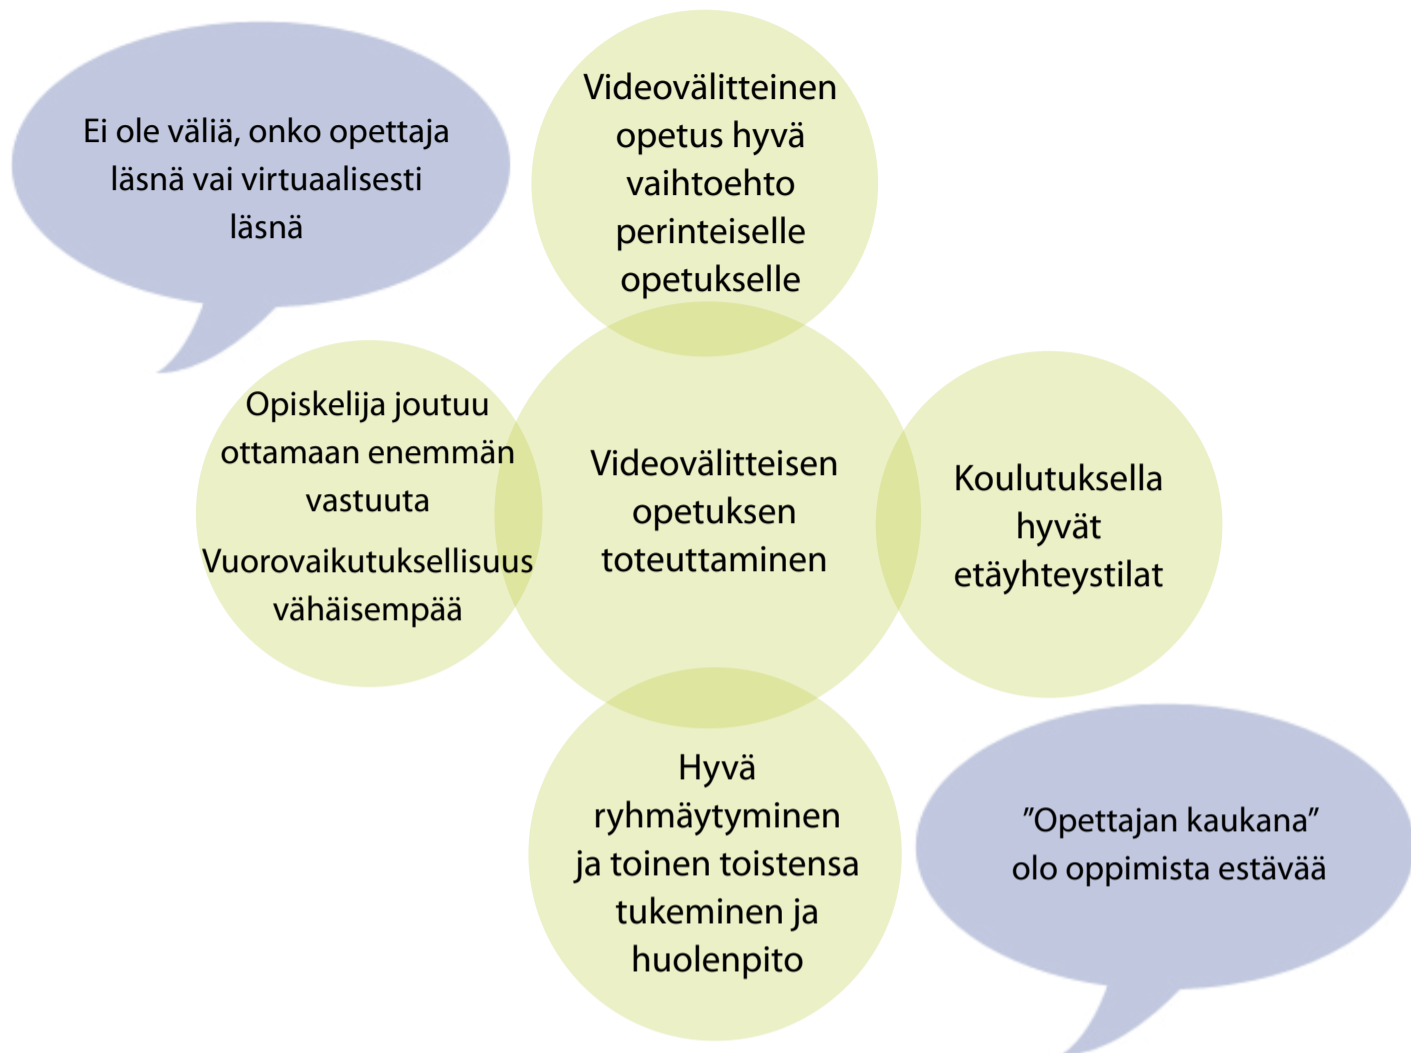 Ei ole väliä, onko opettaja
läsnä vai virtuaalisesti
läsnä
Videovälitteinen
opetus hyvä
vaihtoehto
perinteiselle
opetukselle
Opiskelija joutuu
ottamaan enemmän
vastuuta
Vuorovaikutuksellisuus
vähäisempää
Videovälitteisen
opetuksen
toteuttaminen
Koulutuksella
hyvät
etäyhteystilat
Hyvä
ryhmäytyminen
ja toinen toistensa
tukeminen ja
huolenpito
”Opettajan kaukana”
olo oppimista estävää